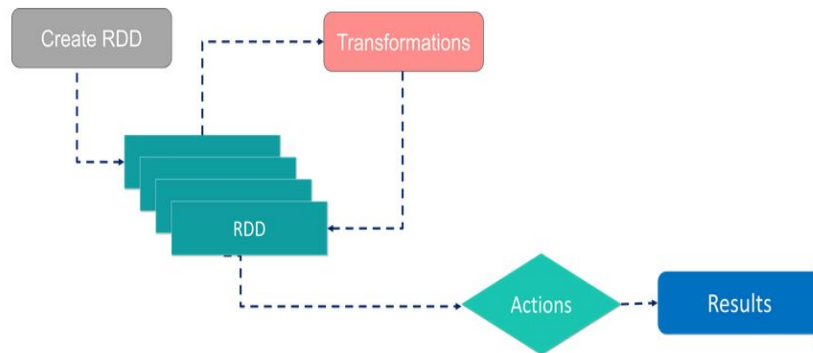 Create RDD
Transformations
RDD
Actions
Results